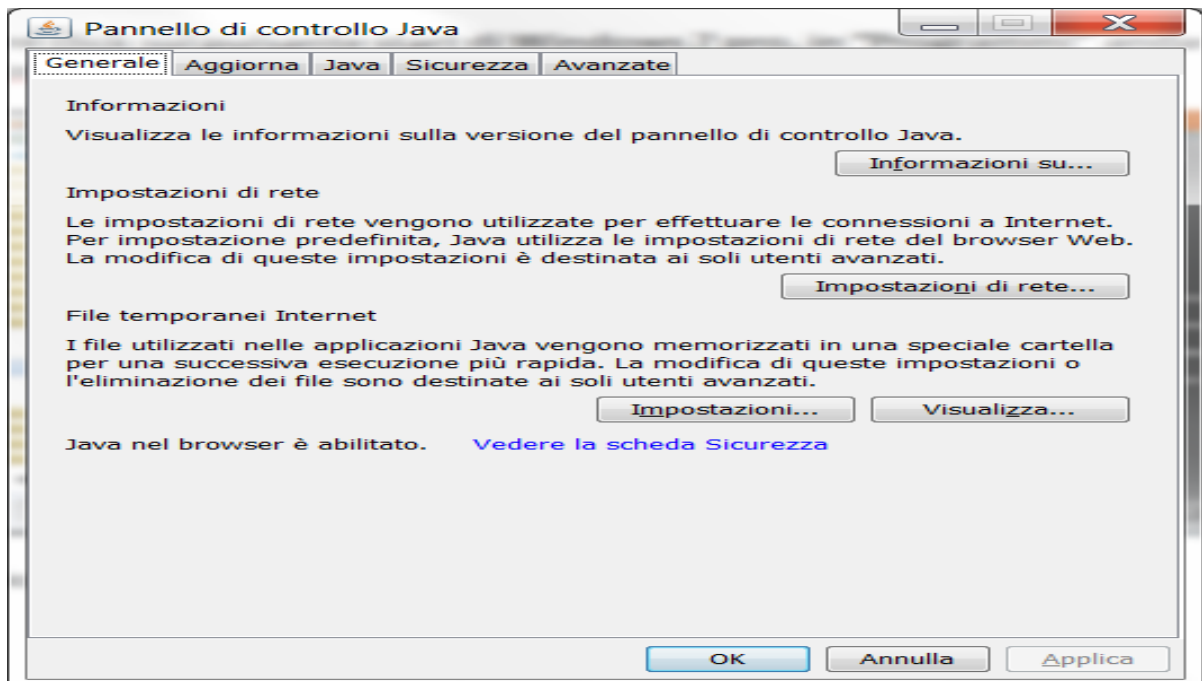 Pannello di controllo Java
Generale Aggiorna Java Sicurezza Avanzate
Informazioni
Visualizza le informazioni sulla versione del pannello di controllo Java.
Informazioni su...
Impostazioni di rete
Le impostazioni di rete vengono utilizzate per effettuare le connessioni a Internet.
Per impostazione predefinita, Java utilizza le impostazioni di rete del browser Web.
La modifica di queste impostazioni è destinata ai soli utenti avanzati.
Impostazioni di rete...
File temporanei Internet
I file utilizzati nelle applicazioni Java vengono memorizzati in una speciale cartella
per una successiva esecuzione più rapida. La modifica di queste impostazioni o
l'eliminazione dei file sono destinate ai soli utenti avanzati.
Impostazioni... Visualizza...
Java nel browser è abilitato. Vedere la scheda Sicurezza
OK Annulla Applica